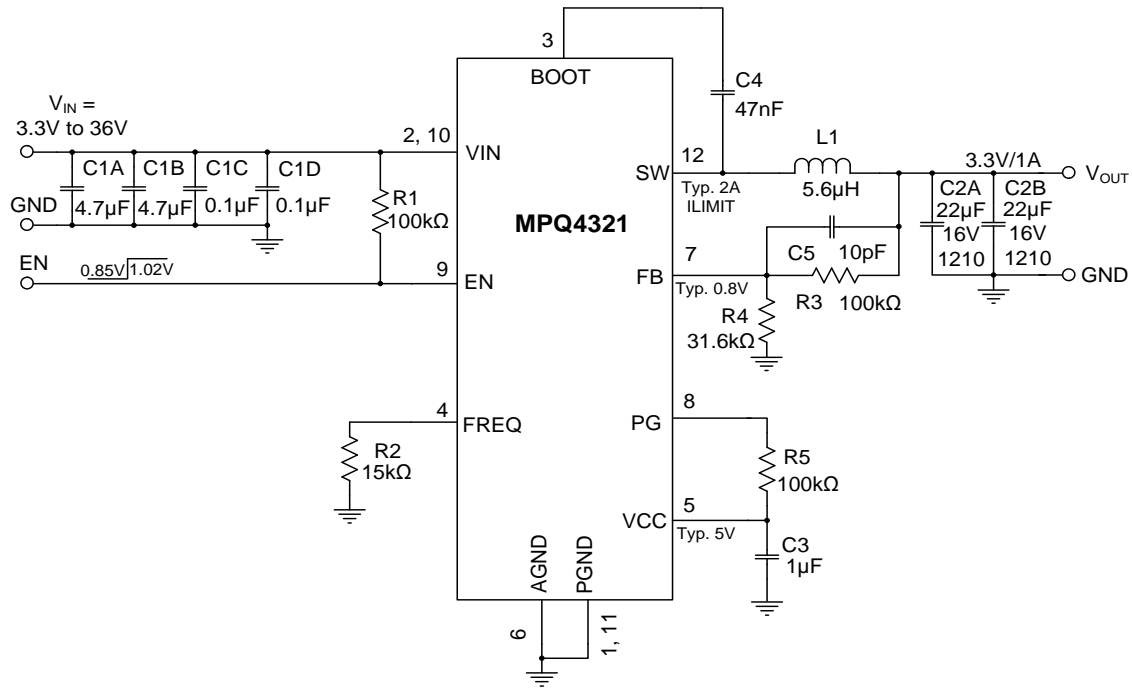 3
BOOT
C4
47nF
V_IN =
3.3V to 36V
2, 10
VIN
C1A
C1B
C1C
C1D
4.7µF
4.7µF
0.1µF
0.1µF
GND
R1
100kΩ
EN
0.85V
1.02V
9
EN
MPQ4321
SW
12
Typ. 2A
ILIMIT
L1
5.6µH
3.3V/1A
V_OUT
C2A
22µF
16V
1210
C2B
22µF
16V
1210
GND
C5
10pF
FB
7
Typ. 0.8V
R3
100kΩ
R4
31.6kΩ
4
FREQ
R2
15kΩ
PG
8
R5
100kΩ
VCC
5
Typ. 5V
C3
1µF
AGND
PGND
6
1, 11